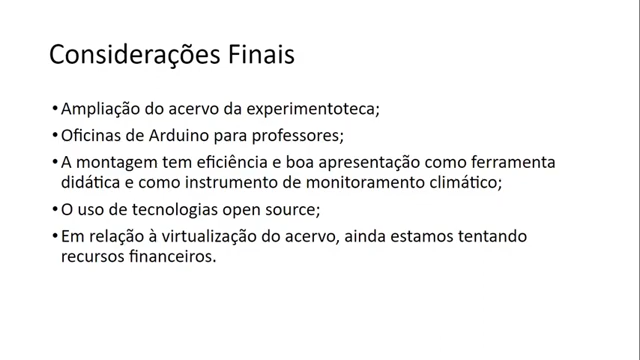 Considerações Finais
• Ampliação do acervo da experimentoteca;
• Oficinas de Arduino para professores;
• A montagem tem eficiência e boa apresentação como ferramenta
didática e como instrumento de monitoramento climático;
• O uso de tecnologias open source;
• Em relação à virtualização do acervo, ainda estamos tentando
recursos financeiros.